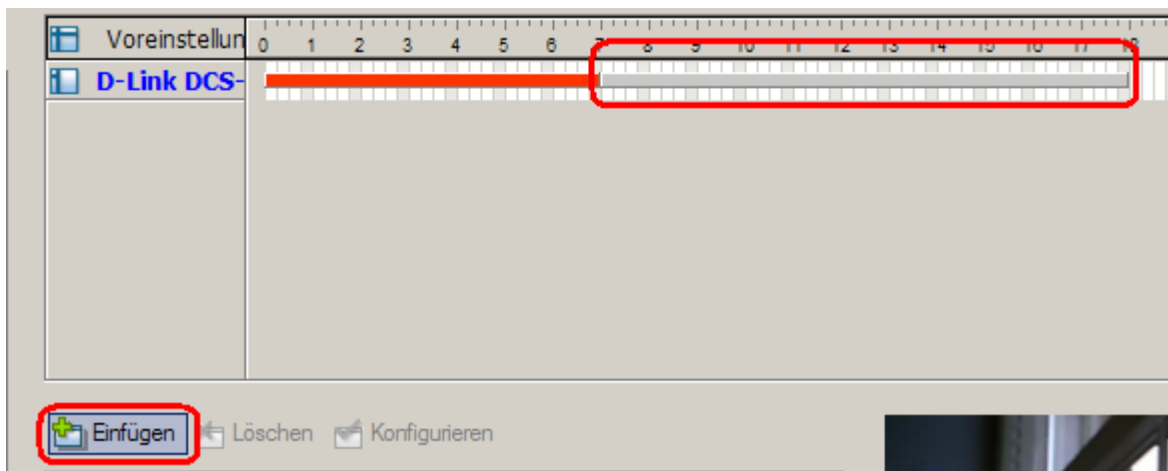 Voreinstellun 0 1 2 3 4 5 6 7 8 9 10 11 12 13 14 15 16 17 18
D-Link DCS-
Einfügen Löschen Konfigurieren